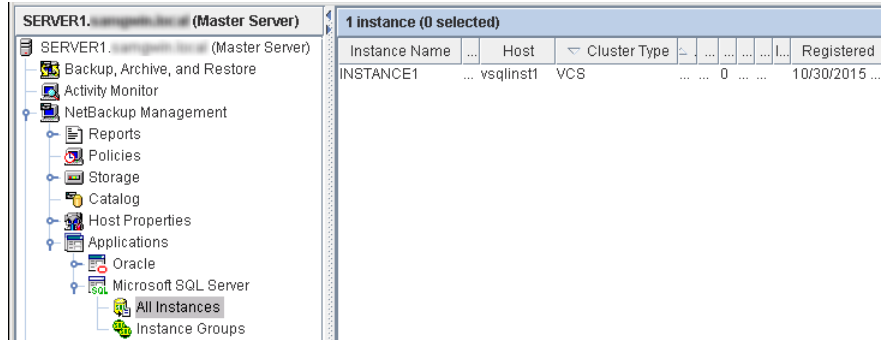 SERVER1. (Master Server)
SERVER1. (Master Server)
Backup, Archive, and Restore
Activity Monitor
NetBackup Management
Reports
Policies
Storage
Catalog
Host Properties
Applications
Oracle
Microsoft SQL Server
All Instances
Instance Groups
1 instance (0 selected)
Instance Name ... Host Cluster Type ... ... ... ... I... Registered
INSTANCE1 ... vsqlinst1 VCS ... ... 0 ... ... 10/30/2015 ...